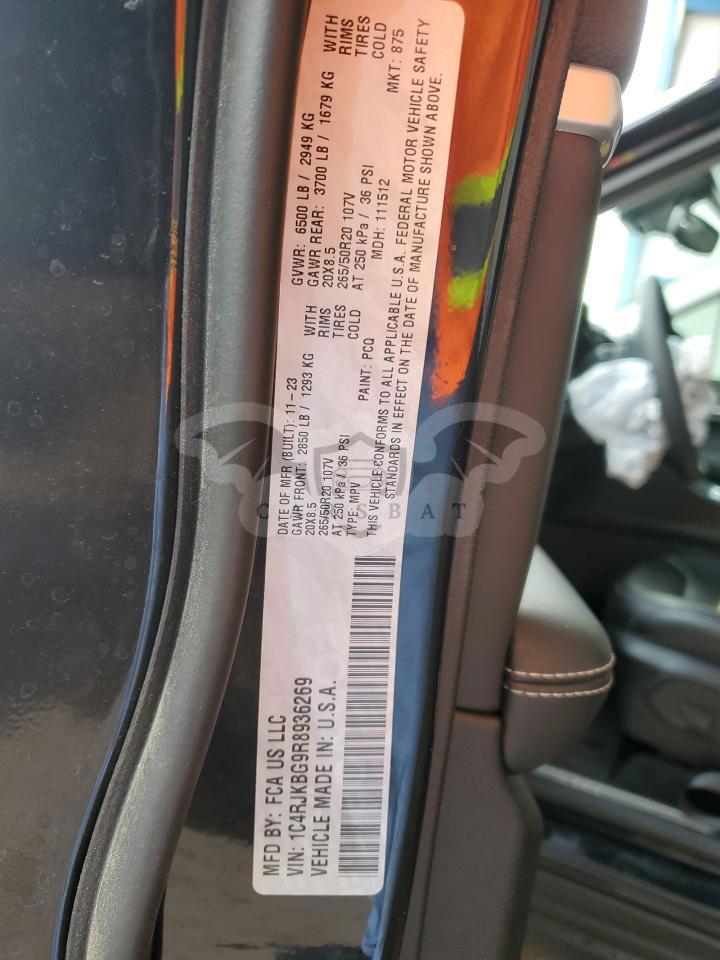 MFD BY: FCA US LLC
VIN: 1C4RJKBG9R8936269
VEHICLE MADE IN: U.S.A.
DATE OF MFR (BUILT): 11-23 GVWR: 6500 LB / 2949 KG
GAWR FRONT: 2850 LB / 1293 KG WITH GAWR REAR: 3700 LB / 1679 KG WITH
20X8.5 RIMS 20X8.5 RIMS
265/50R20 107V TIRES 265/50R20 107V TIRES
AT 250 kPa / 36 PSI COLD AT 250 kPa / 36 PSI COLD
TYPE: MPV PAINT: PCQ MDH: 111512 MKT: 875
THIS VEHICLE CONFORMS TO ALL APPLICABLE U.S.A. FEDERAL MOTOR VEHICLE SAFETY
STANDARDS IN EFFECT ON THE DATE OF MANUFACTURE SHOWN ABOVE.